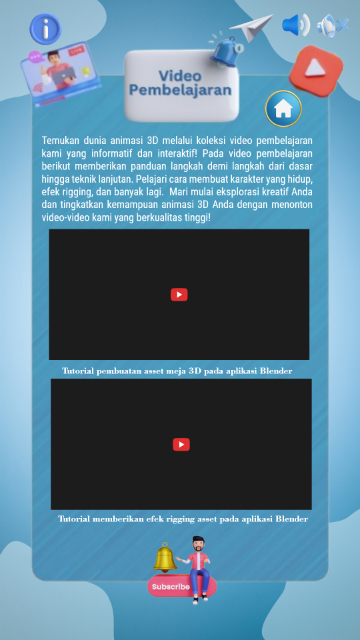 Video
Pembelajaran
Temukan dunia animasi 3D melalui koleksi video pembelajaran
kami yang informatif dan interaktif! Pada video pembelajaran
berikut memberikan panduan langkah demi langkah dari dasar
hingga teknik lanjutan. Pelajari cara membuat karakter yang hidup,
efek rigging, dan banyak lagi. Mari mulai eksplorasi kreatif Anda
dan tingkatkan kemampuan animasi 3D Anda dengan menonton
video-video kami yang berkualitas tinggi!
Tutorial pembuatan asset meja 3D pada aplikasi Blender
Tutorial memberikan efek rigging asset pada aplikasi Blender
Subscribe